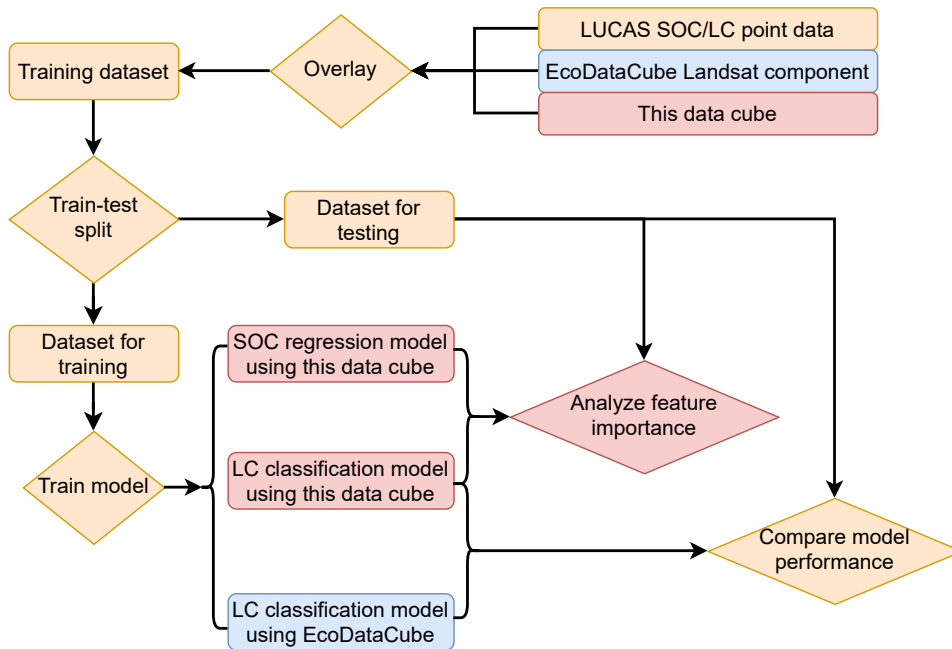 LUCAS SOC/LC point data
Training dataset
Overlay
EcoDataCube Landsat component
This data cube
Train-test
split
Dataset for
testing
Dataset for
training
SOC regression model
using this data cube
Analyze feature
importance
LC classification model
using this data cube
Train model
Compare model
performance
LC classification model
using EcoDataCube